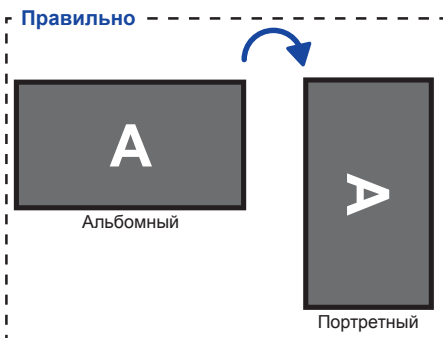 Правильно
A
Альбомный
A
Портретный